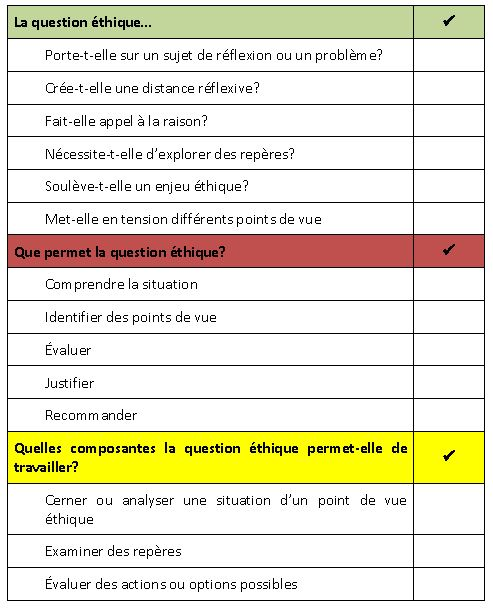 La question éthique... ✓
Porte-t-elle sur un sujet de réflexion ou un problème?
Crée-t-elle une distance réflexive?
Fait-elle appel à la raison?
Nécessite-t-elle d'explorer des repères?
Soulève-t-elle un enjeu éthique?
Met-elle en tension différents points de vue
Que permet la question éthique? ✓
Comprendre la situation
Identifier des points de vue
Évaluer
Justifier
Recommander
Quelles composantes la question éthique permet-elle de
travailler? ✓
Cerner ou analyser une situation d'un point de vue
éthique
Examiner des repères
Évaluer des actions ou options possibles